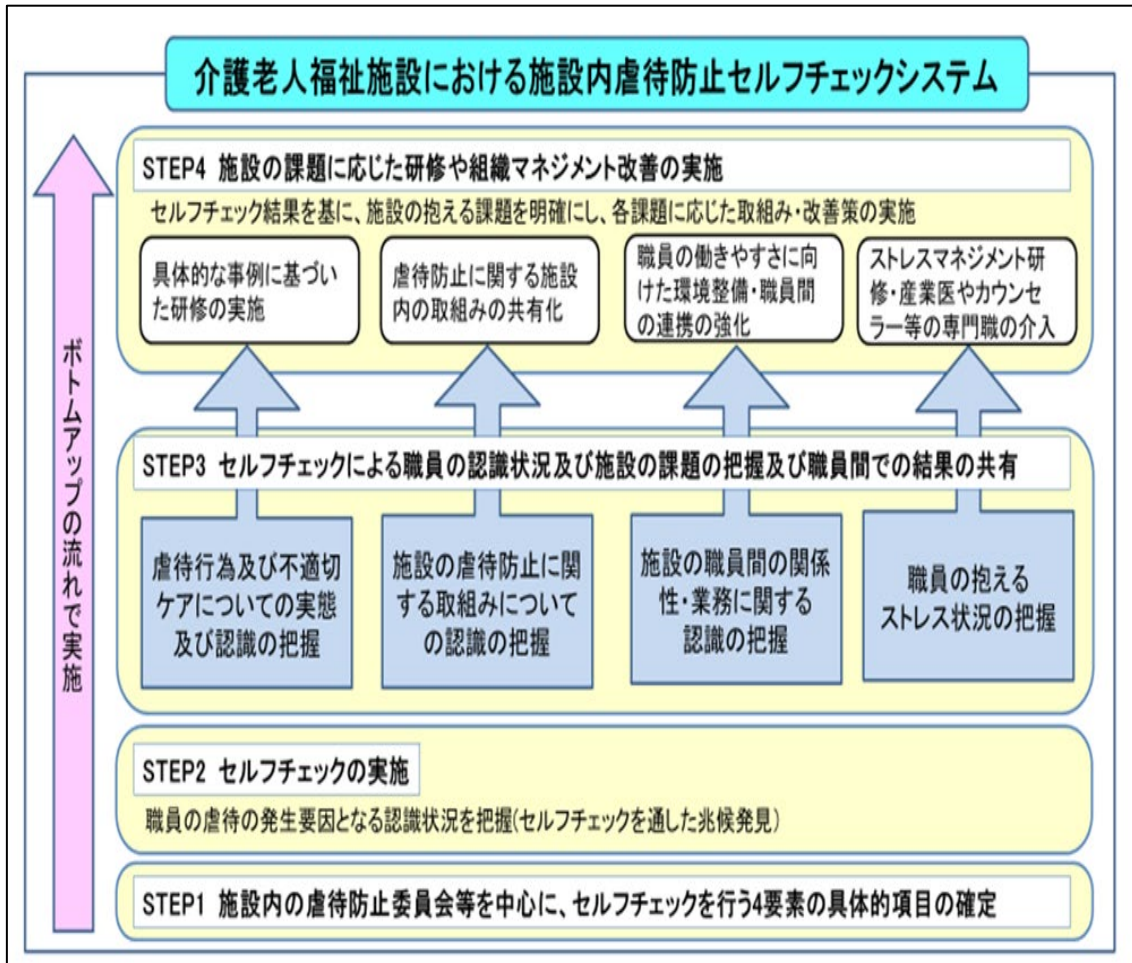 介護老人福祉施設における施設内虐待防止セルフチェックシステム
STEP4 施設の課題に応じた研修や組織マネジメント改善の実施
セルフチェック結果を基に、施設の抱える課題を明確にし、各課題に応じた取組み・改善策の実施
具体的な事例に基づい
た研修の実施
虐待防止に関する施設
内の取組みの共有化
職員の働きやすさに向
けた環境整備・職員間
の連携の強化
ストレスマネジメント研
修・産業医やカウンセ
ラー等の専門職の介入
ボトムアップの流れで実施
STEP3 セルフチェックによる職員の認識状況及び施設の課題の把握及び職員間での結果の共有
虐待行為及び不適切
ケアについての実態
及び認識の把握
施設の虐待防止に関
する取組みについて
の認識の把握
施設の職員間の関係
性・業務に関する
認識の把握
職員の抱える
ストレス状況の把握
STEP2 セルフチェックの実施
職員の虐待の発生要因となる認識状況を把握(セルフチェックを通した兆候発見)
STEP1 施設内の虐待防止委員会等を中心に、セルフチェックを行う4要素の具体的項目の確定